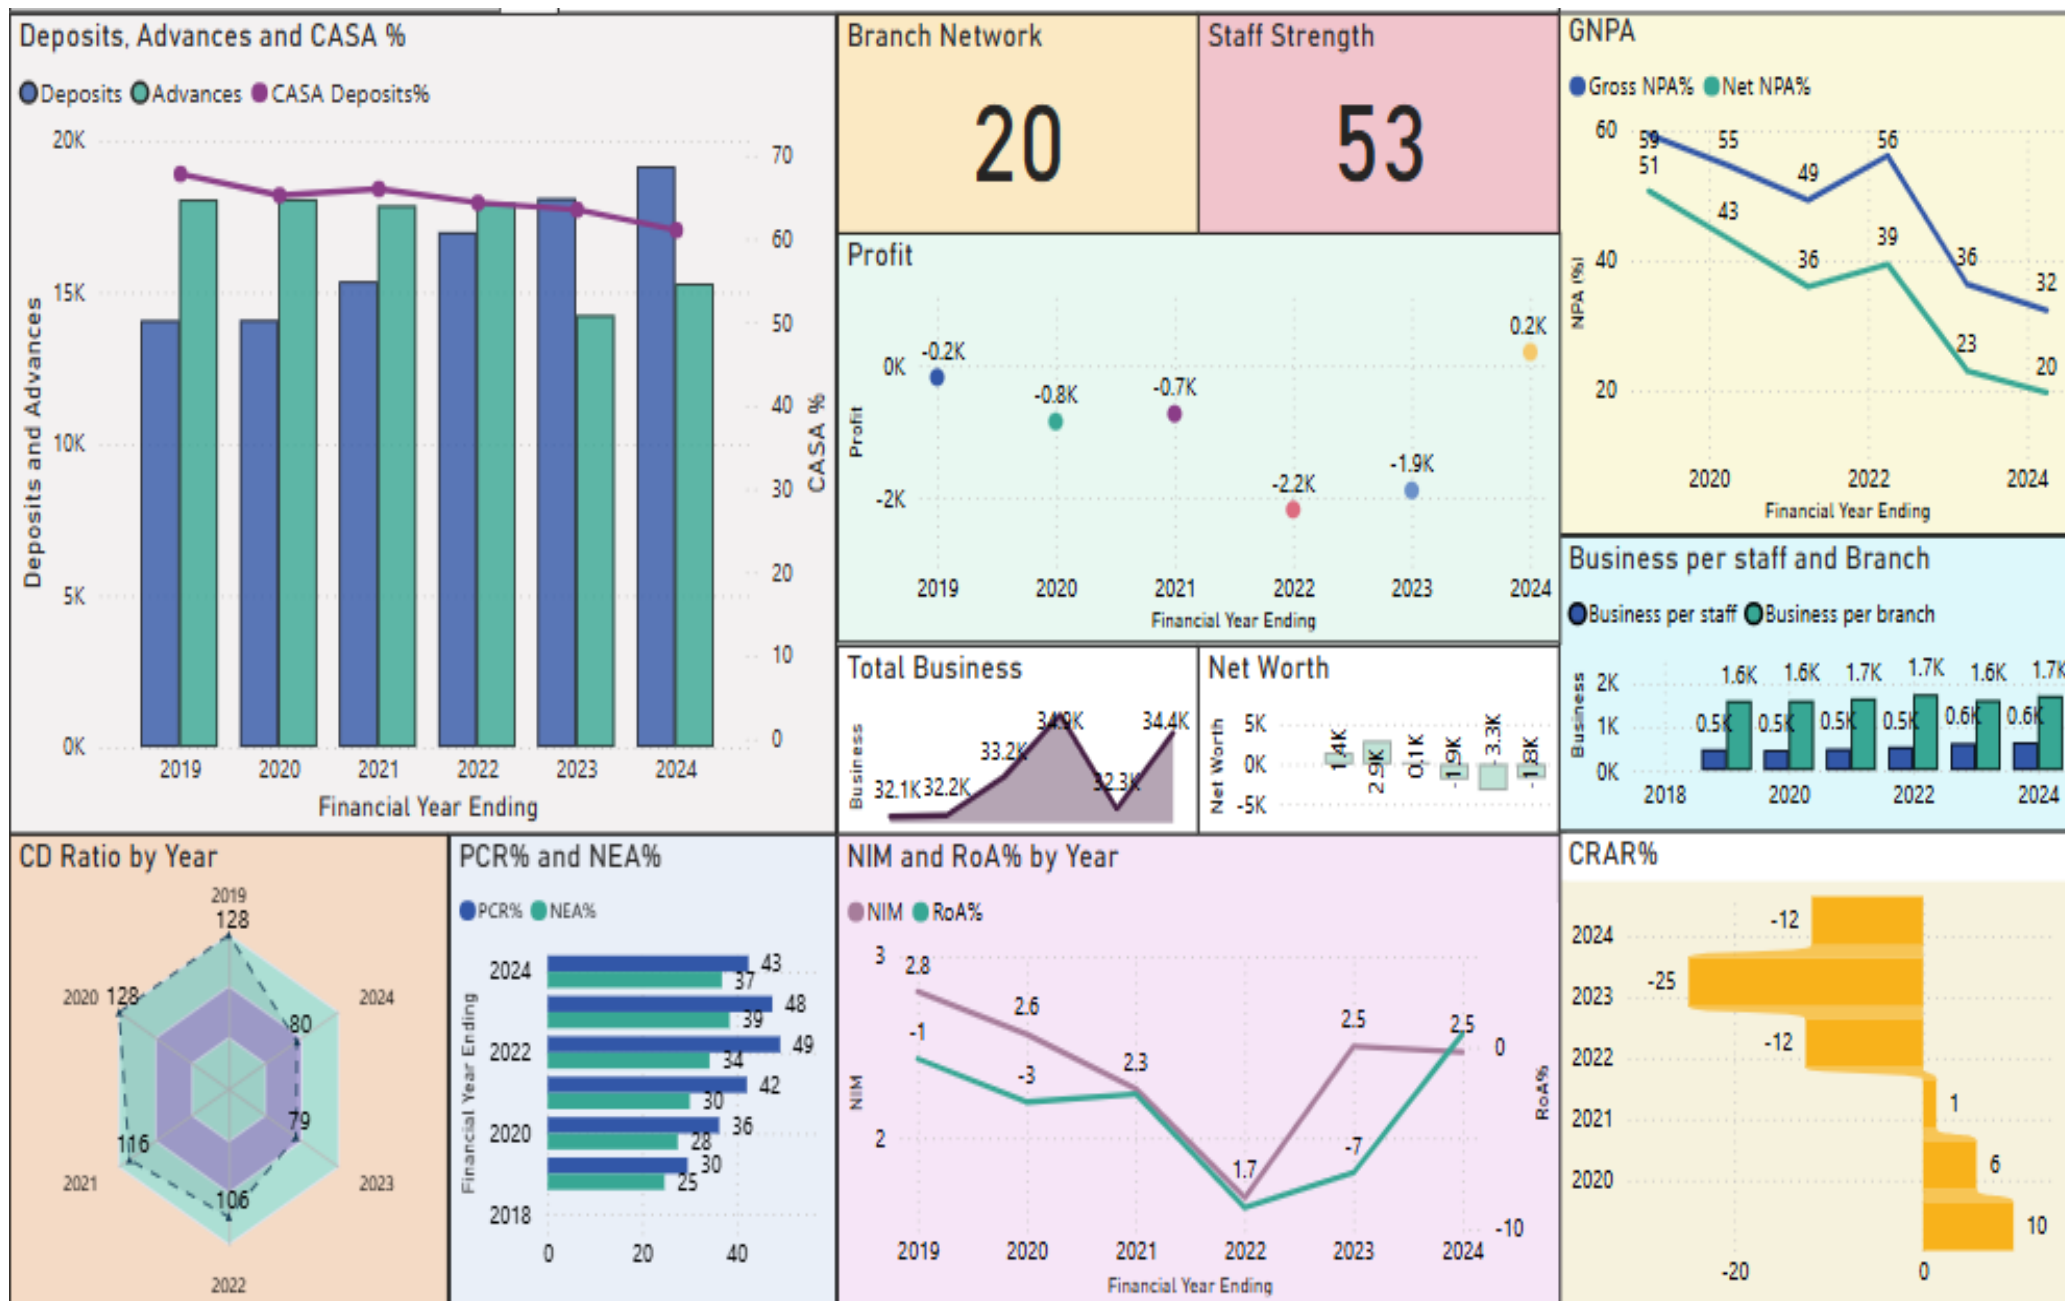 Deposits, Advances and CASA %
Deposits Advances CASA Deposits%
20K
15K
10K
5K
0K
Deposits and Advances
70
60
50
40
30
20
10
0
CASA %
2019 2020 2021 2022 2023 2024
Financial Year Ending
Branch Network
20
Staff Strength
53
Profit
0K
-2K
Profit
-0.2K
-0.8K
-0.7K
-2.2K
-1.9K
0.2K
2019 2020 2021 2022 2023 2024
Financial Year Ending
GNPA
Gross NPA% Net NPA%
60
40
20
NPA (%)
59 55 49 56 36 32
51 43 36 39 23 20
2020 2022 2024
Financial Year Ending
Total Business
Business
32.1K 32.2K 33.2K 34.9K 32.3K 34.4K
Net Worth
Net Worth
5K
0K
-5K
1.4K 2.9K 0.1K -1.9K -3.3K -1.8K
Business per staff and Branch
Business per staff Business per branch
Business
2K
1K
0K
1.6K 1.6K 1.7K 1.7K 1.6K 1.7K
0.5K 0.5K 0.5K 0.5K 0.6K 0.6K
2018 2020 2022 2024
CD Ratio by Year
2019
128
2020 128
2024
80
2021
116
2023
79
106
2022
PCR% and NEA%
PCR% NEA%
Financial Year Ending
2024
2022
2020
2018
43
37
48
39
49
34
42
30
36
28
30
25
0 20 40
NIM and RoA% by Year
NIM RoA%
NIM
3
2
2.8 2.6 2.3 1.7 2.5 2.5
-1 -3 -7
0
-10
RoA%
2019 2020 2021 2022 2023 2024
Financial Year Ending
CRAR%
2024
2023
2022
2021
2020
-12
-25
-12
1
6
10
-20 0